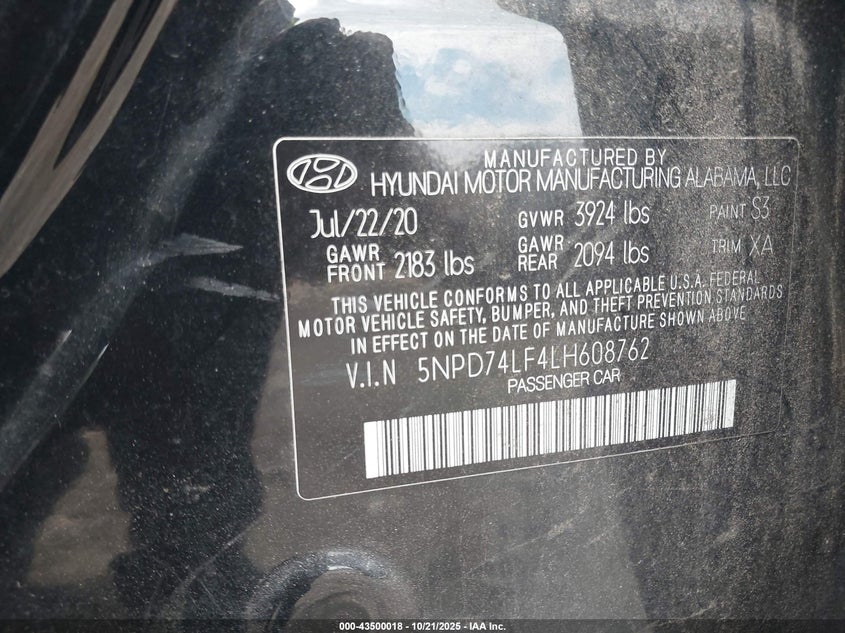 MANUFACTURED BY
HYUNDAI MOTOR MANUFACTURING ALABAMA, LLC
Jul/22/20 GVWR 3924 lbs PAINT S3
GAWR FRONT 2183 lbs GAWR REAR 2094 lbs TRIM XA
THIS VEHICLE CONFORMS TO ALL APPLICABLE U.S.A. FEDERAL
MOTOR VEHICLE SAFETY, BUMPER, AND THEFT PREVENTION STANDARDS
IN EFFECT ON THE DATE OF MANUFACTURE SHOWN ABOVE
V.I.N 5NPD74LF4LH608762
PASSENGER CAR
000-43500018 - 10/21/2025 - IAA Inc.